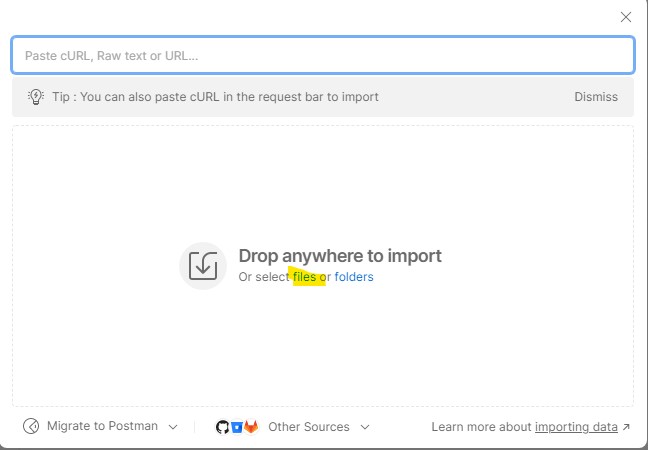 Paste cURL, Raw text or URL...
Tip : You can also paste cURL in the request bar to import Dismiss
Drop anywhere to import
Or select files or folders
Migrate to Postman Other Sources Learn more about importing data